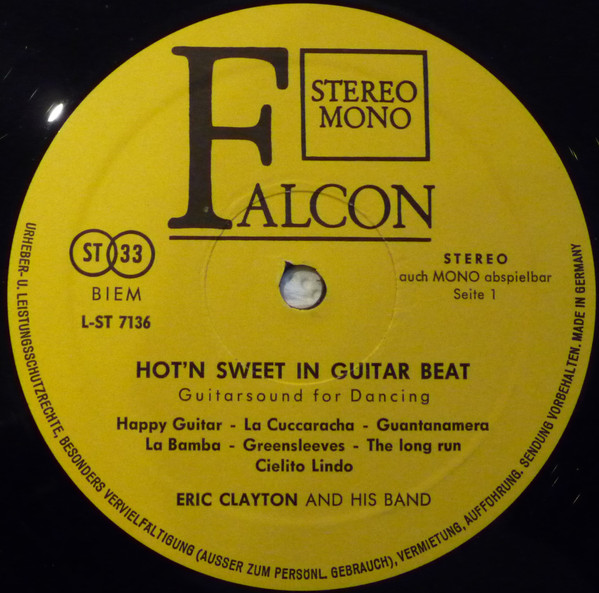 STEREO
MONO
FALCON
ST 33
BIEM
L-ST 7136
STEREO
auch MONO abspielbar
Seite 1
HOT'N SWEET IN GUITAR BEAT
Guitarsound for Dancing
Happy Guitar - La Cuccaracha - Guantanamera
La Bamba - Greensleeves - The long run
Cielito Lindo
ERIC CLAYTON AND HIS BAND
URHEBER- U. LEISTUNGSSCHUTZRECHTE, BESONDERS VERVIELFÄLTIGUNG (AUSSER ZUM PERSÖNL. GEBRAUCH), VERMIETUNG, AUFFÜHRUNG. SENDUNG VORBEHALTEN. MADE IN GERMANY